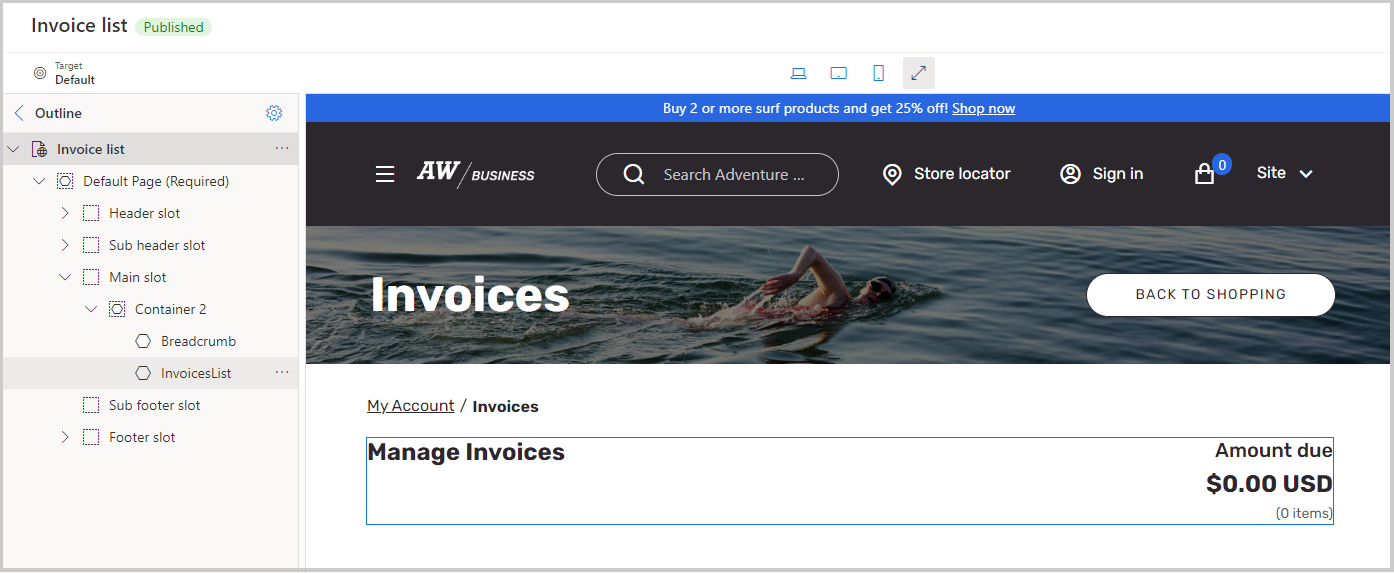 Invoice list Published
Target
Default
Outline
Invoice list
Default Page (Required)
Header slot
Sub header slot
Main slot
Container 2
Breadcrumb
InvoicesList
Sub footer slot
Footer slot
Buy 2 or more surf products and get 25% off! Shop now
AW/BUSINESS
Search Adventure ...
Store locator
Sign in
0
Site
Invoices
BACK TO SHOPPING
My Account / Invoices
Manage Invoices
Amount due
$0.00 USD
(0 items)